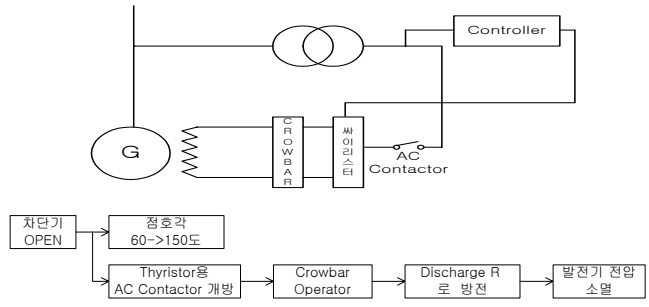 Controller
G
CROWBAR
싸이리스터
AC
Contactor
차단기
OPEN
점호각
60->150도
Thyristor용
AC Contactor 개방
Crowbar
Operator
Discharge R
로 방전
발전기 전압
소멸